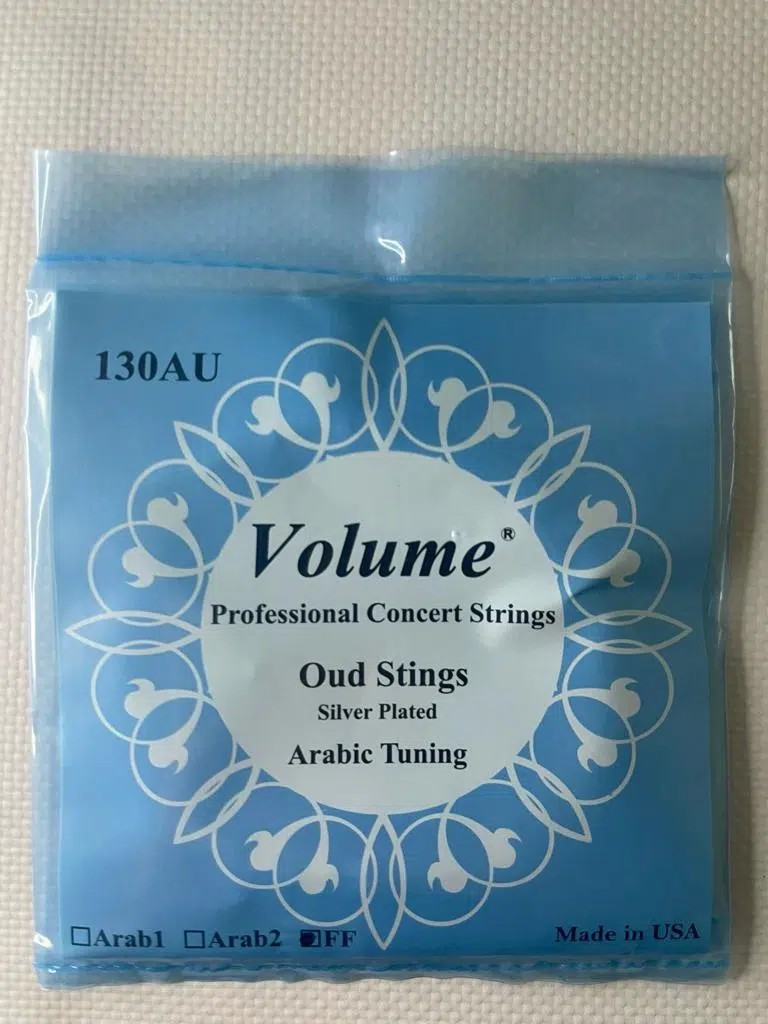 130AU
Volume®
Professional Concert Strings
Oud Stings
Silver Plated
Arabic Tuning
☐Arab1 ☐Arab2 ☑FF
Made in USA